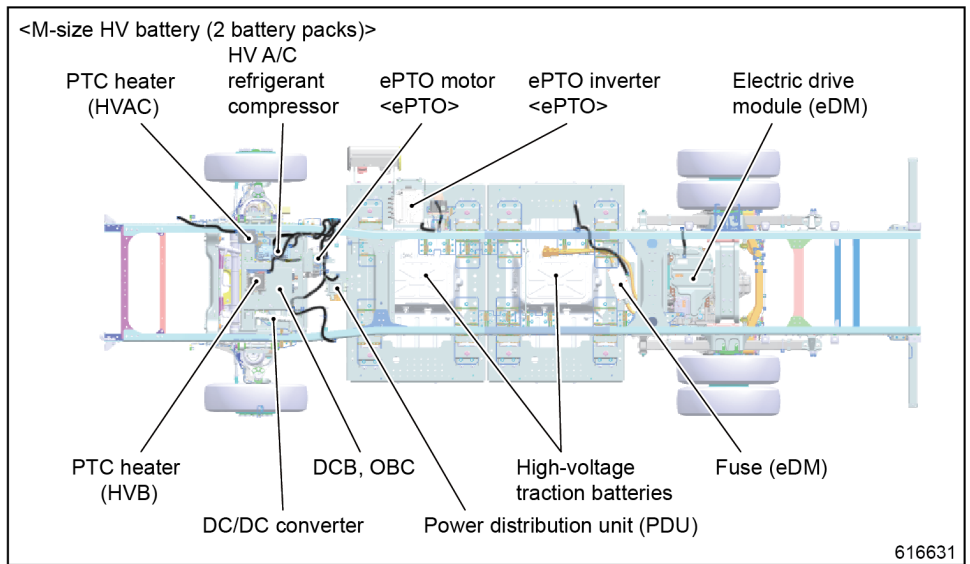 <M-size HV battery (2 battery packs)>
PTC heater
(HVAC)
HV A/C
refrigerant
compressor
ePTO motor
<ePTO>
ePTO inverter
<ePTO>
Electric drive
module (eDM)
PTC heater
(HVB)
DC/DC converter
DCB, OBC
Power distribution unit (PDU)
High-voltage
traction batteries
Fuse (eDM)
616631